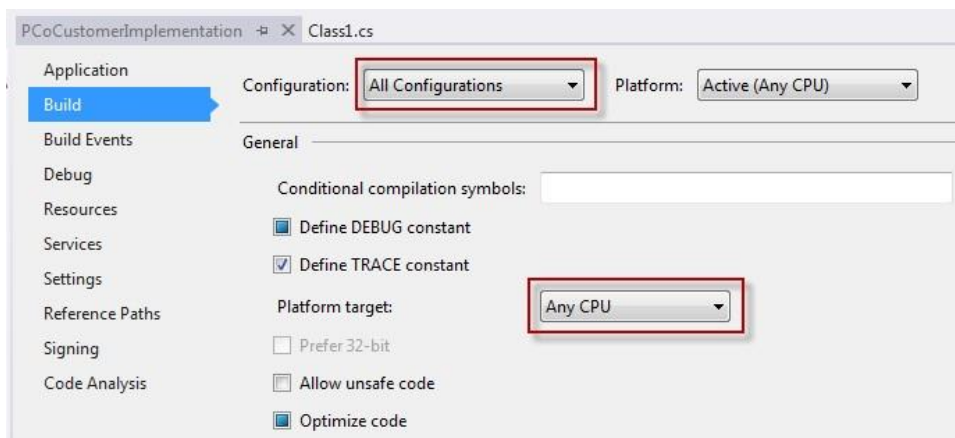 PCoCustomerImplementation Class1.cs
Application
Build
Build Events
Debug
Resources
Services
Settings
Reference Paths
Signing
Code Analysis
Configuration: All Configurations Platform: Active (Any CPU)
General
Conditional compilation symbols:
Define DEBUG constant
Define TRACE constant
Platform target: Any CPU
Prefer 32-bit
Allow unsafe code
Optimize code